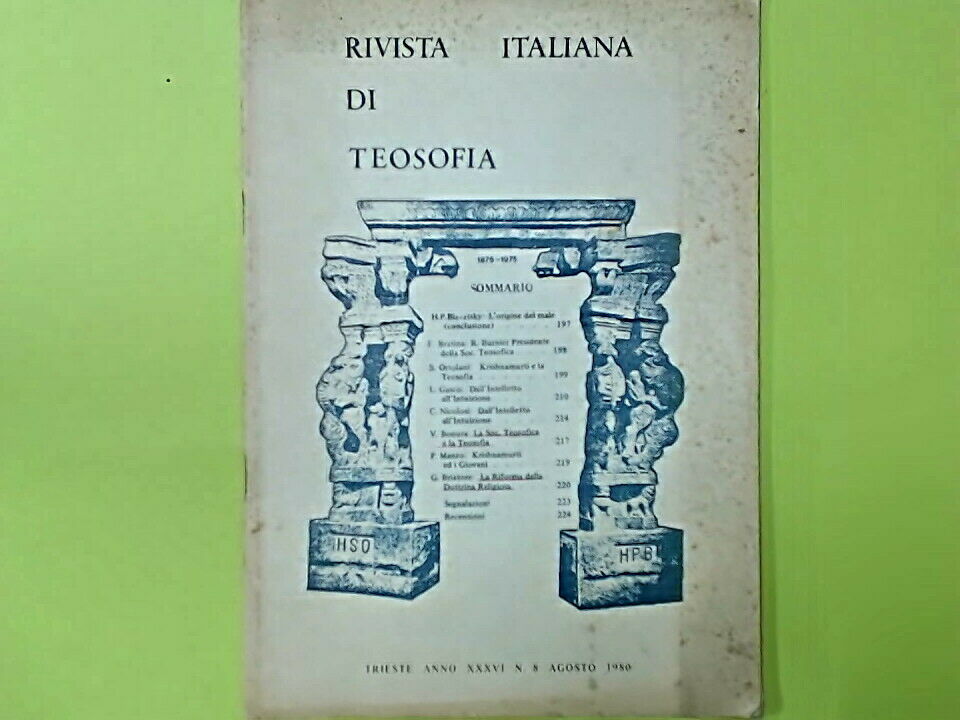 RIVISTA ITALIANA
DI
TEOSOFIA
1875-1975
SOMMARIO
H.P. L'origine del male
(conclusione) . . . . 197
E. Bratina: R. Burnier Presidente
della Soc. Teosofica . . 198
S. Ortolani: Krishnamurti e la
Teosofia . . . . . 199
L. Dall'Intelletto
all'Intuizione 210
C. Nicolosi: Dall'Intelletto
all'Intuizione 214
V. La Soc. Teosofica
e la Teosofia 217
P. Krishnamurti
ed i Giovani . . . 219
G. La Riforma della
Dottrina Religiosa. 220
Segnalazioni 223
Recensioni 224
HSO
HPB
TRIESTE ANNO XXXVI N. 8 AGOSTO 1980